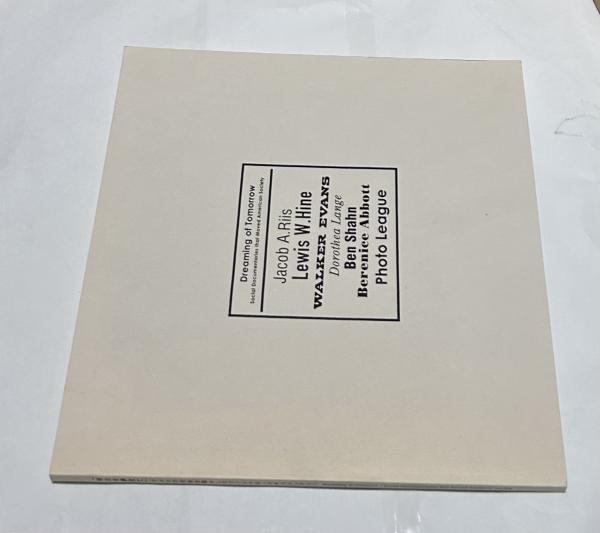 Dreaming of Tomorrow
Social Documentaries that Moved American Society
Jacob A.Riis
Lewis W.Hine
WALKER EVANS
Dorothea Lange
Ben Shahn
Berenice Abbott
Photo League